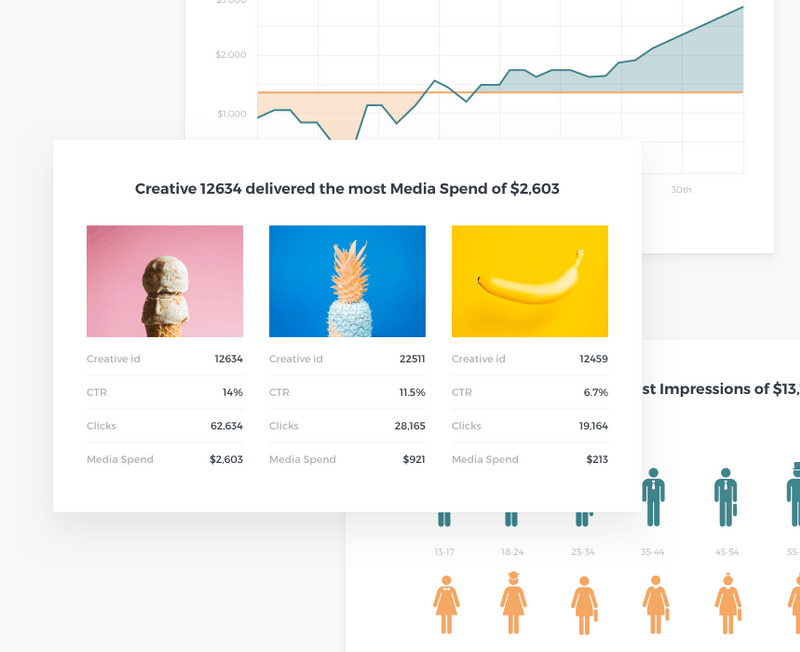 $3,000
$2,000
$1,000
30th
Creative 12634 delivered the most Media Spend of $2,603
Creative id 12634
CTR 14%
Clicks 62,634
Media Spend $2,603
Creative id 22511
CTR 11.5%
Clicks 28,165
Media Spend $921
Creative id 12459
CTR 6.7%
Clicks 19,164
Media Spend $213
st Impressions of $13,
13-17 18-24 25-34 35-44 45-54 55-